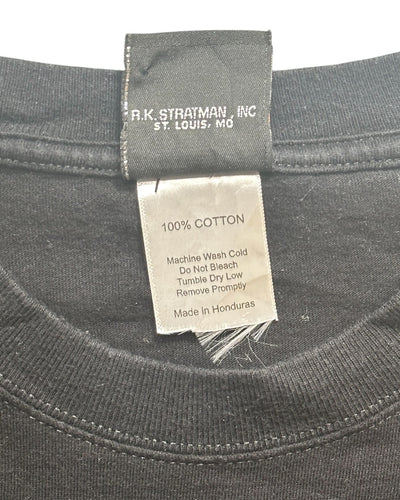 R.K. STRATMAN, INC
ST. LOUIS, MO
100% COTTON
Machine Wash Cold
Do Not Bleach
Tumble Dry Low
Remove Promptly
Made in Honduras